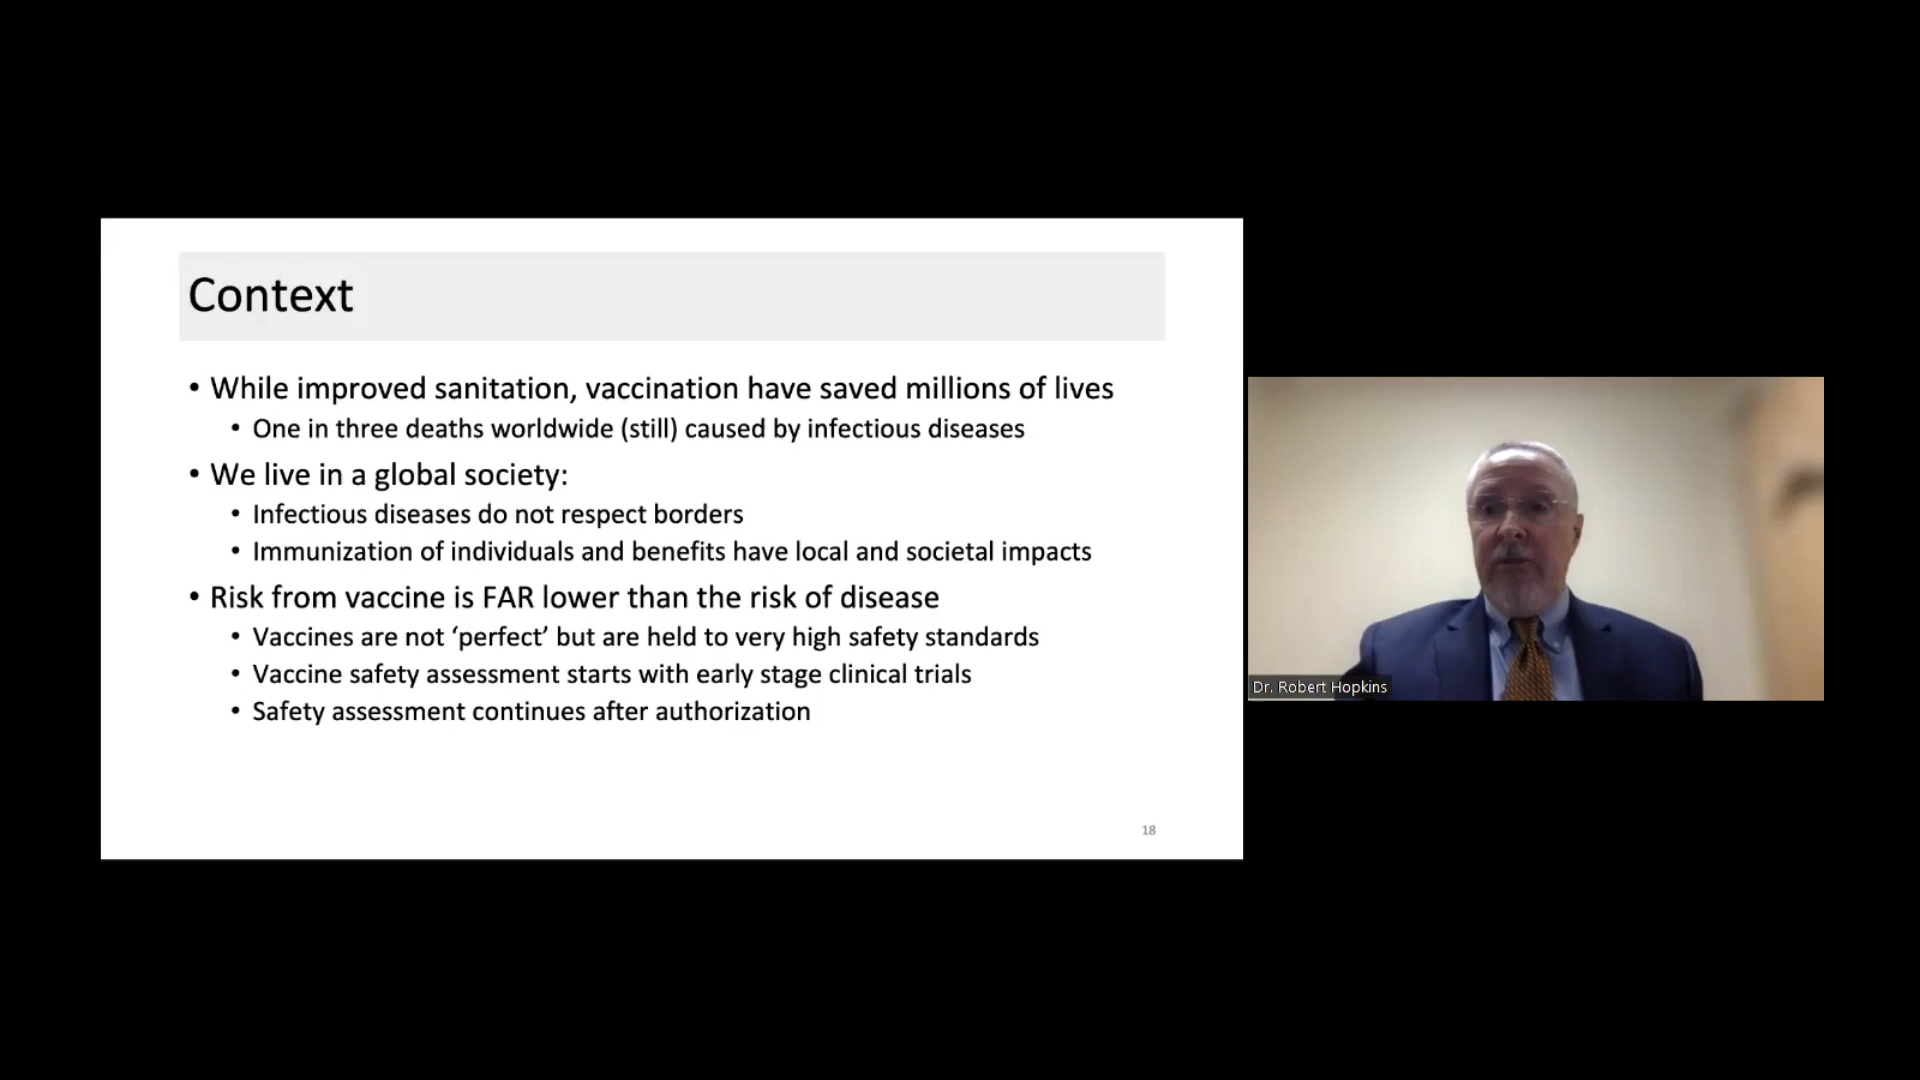 Context
• While improved sanitation, vaccination have saved millions of lives
• One in three deaths worldwide (still) caused by infectious diseases
• We live in a global society:
• Infectious diseases do not respect borders
• Immunization of individuals and benefits have local and societal impacts
• Risk from vaccine is FAR lower than the risk of disease
• Vaccines are not ‘perfect’ but are held to very high safety standards
• Vaccine safety assessment starts with early stage clinical trials
• Safety assessment continues after authorization
18
Dr. Robert Hopkins